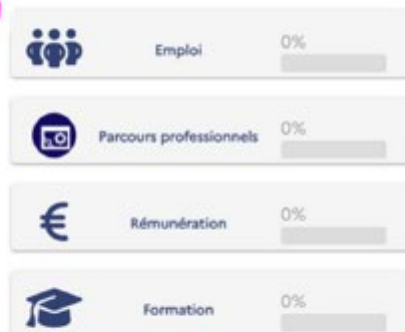 Emploi 0%
Parcours professionnels 0%
€
Rémunération 0%
Formation 0%